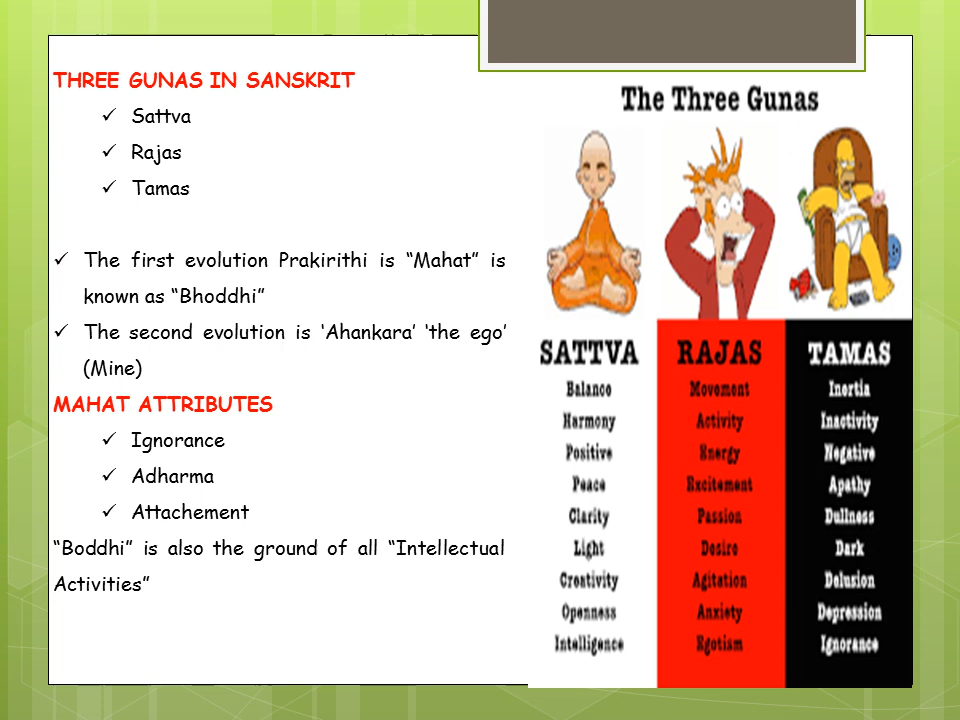 THREE GUNAS IN SANSKRIT
✓ Sattva
✓ Rajas
✓ Tamas
✓ The first evolution Prakirithi is “Mahat” is
known as “Bhoddhi”
✓ The second evolution is ‘Ahankara’ ‘the ego’
(Mine)
MAHAT ATTRIBUTES
✓ Ignorance
✓ Adharma
✓ Attachement
“Boddhi” is also the ground of all “Intellectual
Activities”
The Three Gunas
SATTVA
Balance
Harmony
Positive
Peace
Clarity
Light
Creativity
Openness
Intelligence
RAJAS
Movement
Activity
Energy
Excitement
Passion
Desire
Agitation
Anxiety
Egotism
TAMAS
Inertia
Inactivity
Negative
Apathy
Dullness
Dark
Delusion
Depression
Ignorance